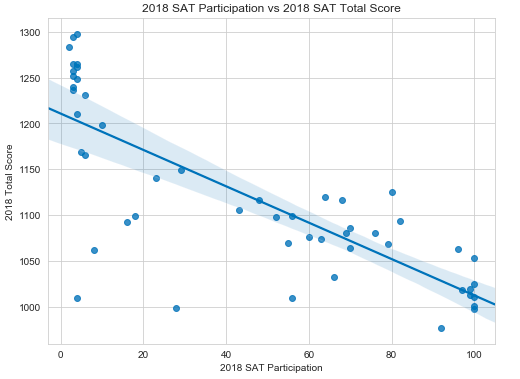 2018 SAT Participation vs 2018 SAT Total Score
1300
1250
1200
1150
1100
1050
1000
2018 Total Score
0 20 40 60 80 100
2018 SAT Participation